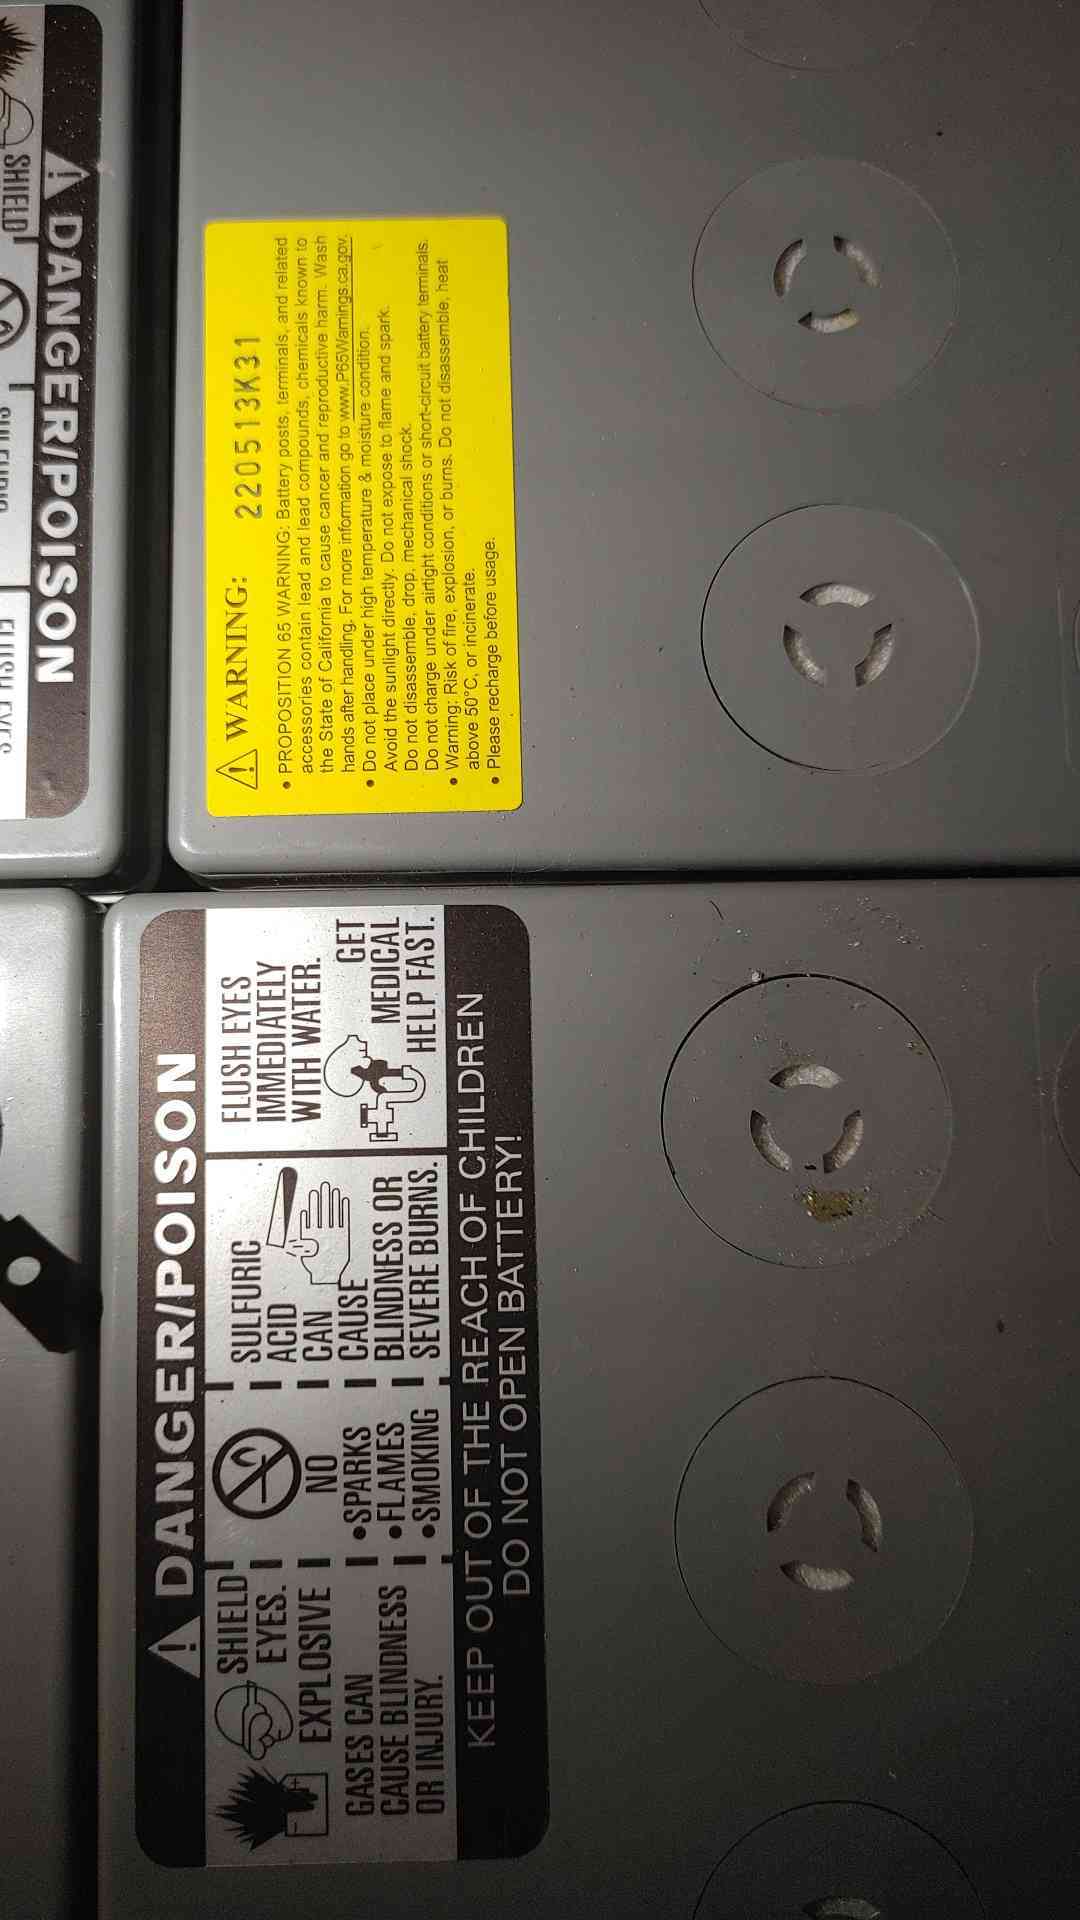 ⚠ DANGER/POISON
SHIELD
⚠ WARNING: 220513K31
• PROPOSITION 65 WARNING: Battery posts, terminals, and related
accessories contain lead and lead compounds, chemicals known to
the State of California to cause cancer and reproductive harm. Wash
hands after handling. For more information go to www.P65Warnings.ca.gov.
• Do not place under high temperature & moisture condition.
Avoid the sunlight directly. Do not expose to flame and spark.
Do not disassemble, drop, mechanical shock.
Do not charge under airtight conditions or short-circuit battery terminals.
• Warning: Risk of fire, explosion, or burns. Do not disassemble, heat
above 50°C, or incinerate.
• Please recharge before usage.
⚠ DANGER/POISON
SHIELD
EYES.
EXPLOSIVE
GASES CAN
CAUSE BLINDNESS
OR INJURY.
NO
•SPARKS
•FLAMES
•SMOKING
SULFURIC
ACID
CAN
CAUSE
BLINDNESS OR
SEVERE BURNS.
FLUSH EYES
IMMEDIATELY
WITH WATER.
GET
MEDICAL
HELP FAST.
KEEP OUT OF THE REACH OF CHILDREN
DO NOT OPEN BATTERY!